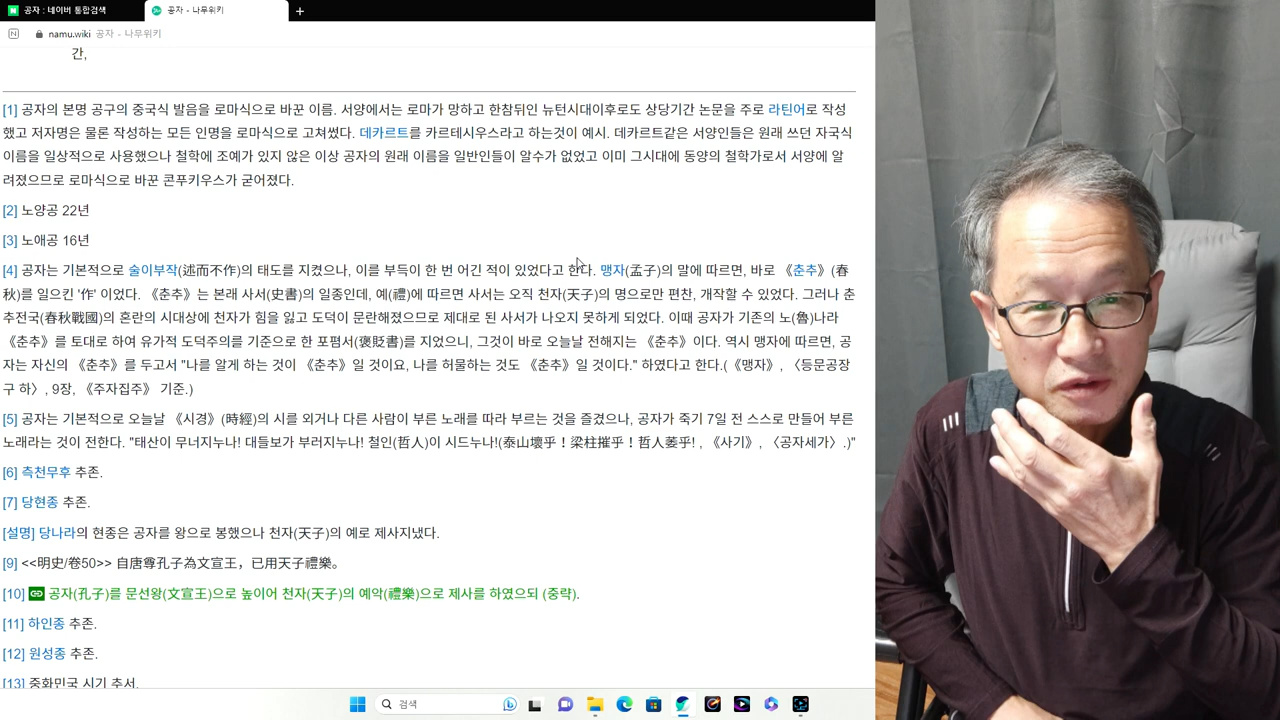 공자 : 네이버 통합검색
공자 - 나무위키
namu.wiki 공자 - 나무위키
간,
[1] 공자의 본명 공구의 중국식 발음을 로마식으로 바꾼 이름. 서양에서는 로마가 망하고 한참뒤인 뉴턴시대이후로도 상당기간 논문을 주로 라틴어로 작성
했고 저자명은 물론 작성하는 모든 인명을 로마식으로 고쳐썼다. 데카르트를 카르테시우스라고 하는것이 예시. 데카르트같은 서양인들은 원래 쓰던 자국식
이름을 일상적으로 사용했으나 철학에 조예가 있지 않은 이상 공자의 원래 이름을 일반인들이 알수가 없었고 이미 그시대에 동양의 철학가로서 서양에 알
려졌으므로 로마식으로 바꾼 콘푸키우스가 굳어졌다.
[2] 노양공 22년
[3] 노애공 16년
[4] 공자는 기본적으로 술이부작(述而不作)의 태도를 지켰으나, 이를 부득이 한 번 어긴 적이 있었다고 한다. 맹자(孟子)의 말에 따르면, 바로 《춘추》(春
秋)를 일으킨 '作' 이었다. 《춘추》는 본래 사서(史書)의 일종인데, 예(禮)에 따르면 사서는 오직 천자(天子)의 명으로만 편찬, 개작할 수 있었다. 그러나 춘
추전국(春秋戰國)의 혼란의 시대상에 천자가 힘을 잃고 도덕이 문란해졌으므로 제대로 된 사서가 나오지 못하게 되었다. 이때 공자가 기존의 노(魯)나라
《춘추》를 토대로 하여 유가적 도덕주의를 기준으로 한 포폄서(褒貶書)를 지었으니, 그것이 바로 오늘날 전해지는 《춘추》이다. 역시 맹자에 따르면, 공
자는 자신의 《춘추》를 두고서 "나를 알게 하는 것이 《춘추》일 것이요, 나를 허물하는 것도 《춘추》일 것이다." 하였다고 한다.(《맹자》, 〈등문공장
구 하〉, 9장, 《주자집주》 기준.)
[5] 공자는 기본적으로 오늘날 《시경》(時經)의 시를 외거나 다른 사람이 부른 노래를 따라 부르는 것을 즐겼으나, 공자가 죽기 7일 전 스스로 만들어 부른
노래라는 것이 전한다. "태산이 무너지누나! 대들보가 부러지누나! 철인(哲人)이 시드누나!(泰山壞乎！梁柱摧乎！哲人萎乎! , 《사기》, 〈공자세가〉.)"
[6] 측천무후 추존.
[7] 당현종 추존.
[설명] 당나라의 현종은 공자를 왕으로 봉했으나 천자(天子)의 예로 제사지냈다.
[9] <<明史/卷50>> 自唐尊孔子為文宣王，已用天子禮樂。
[10] 공자(孔子)를 문선왕(文宣王)으로 높이어 천자(天子)의 예악(禮樂)으로 제사를 하였으되 (중략).
[11] 하인종 추존.
[12] 원성종 추존.
[13] 중화민국 시기 추서.
검색